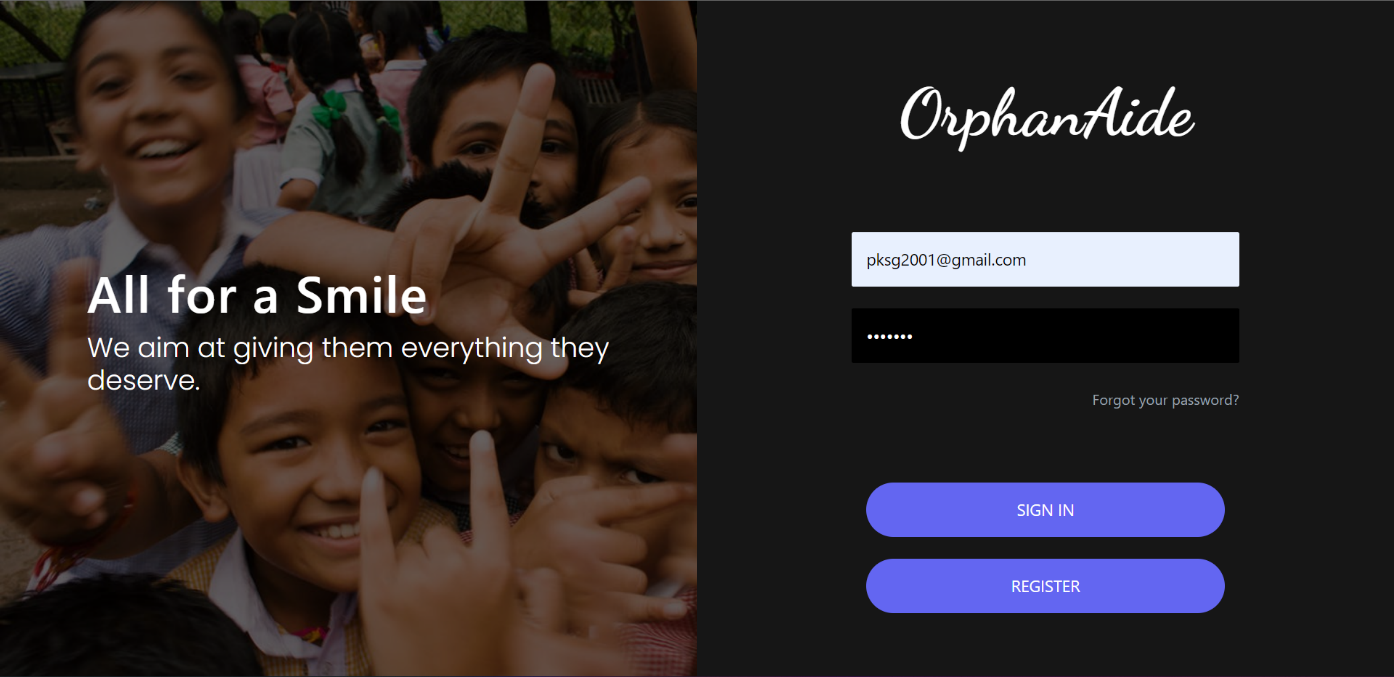 All for a Smile
We aim at giving them everything they
deserve.
OrphanAide
pksg2001@gmail.com
•••••••
Forgot your password?
SIGN IN
REGISTER